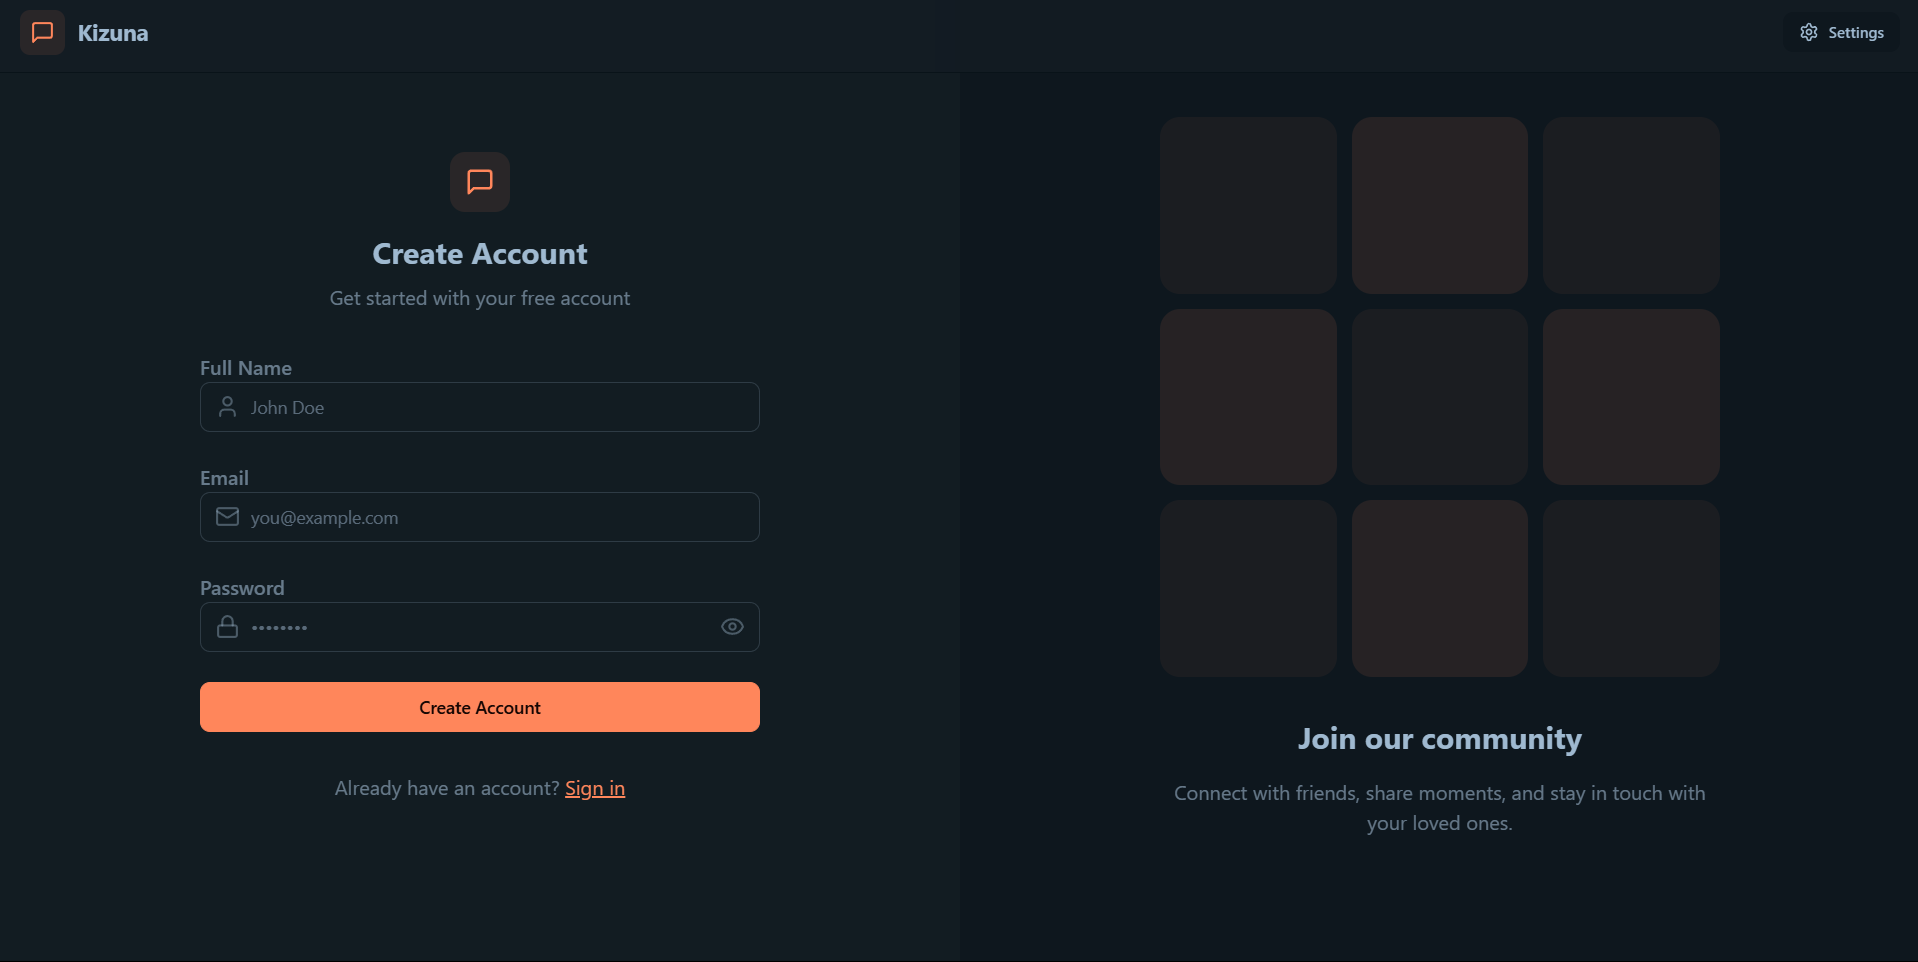 Kizuna
Settings
Create Account
Get started with your free account
Full Name
John Doe
Email
you@example.com
Password
••••••••
Create Account
Already have an account? Sign in
Join our community
Connect with friends, share moments, and stay in touch with
your loved ones.